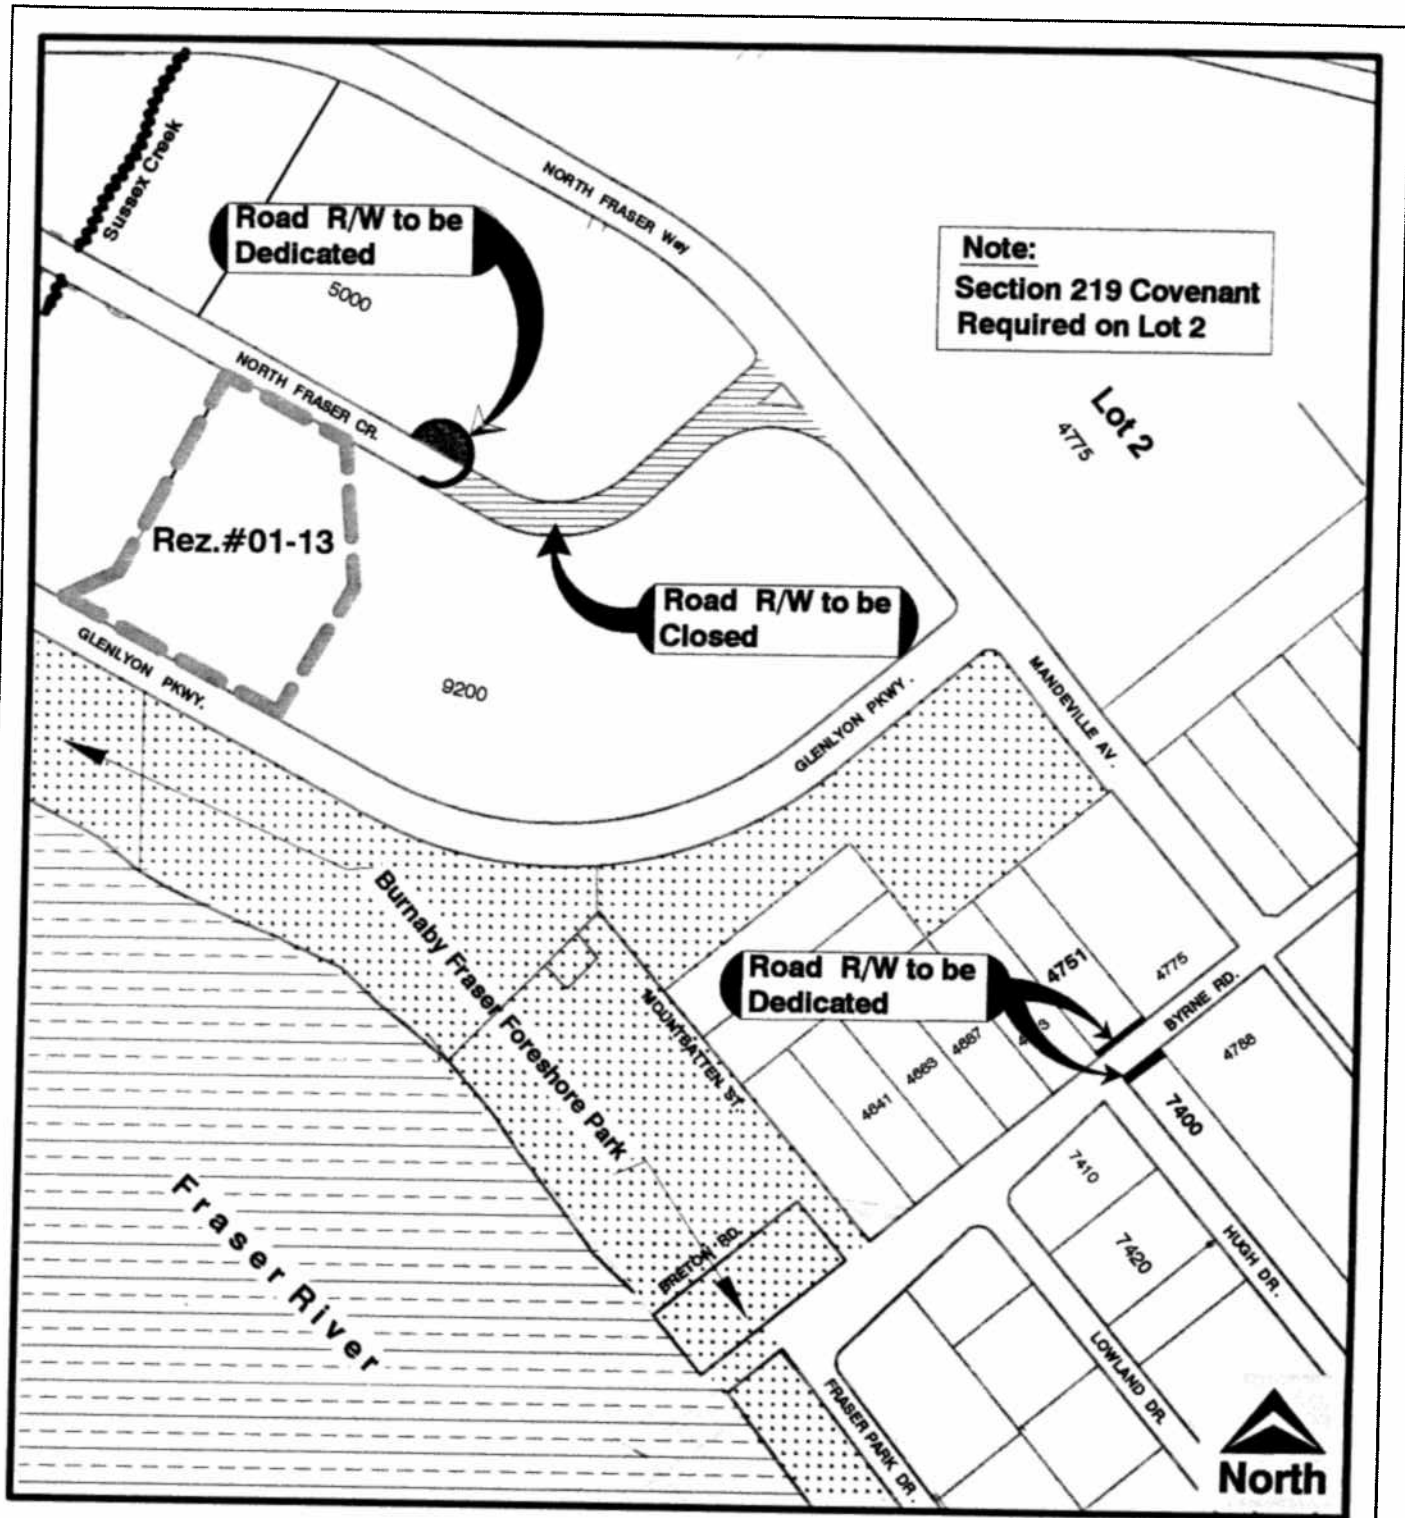 Sussex Creek
NORTH FRASER Way
Road R/W to be
Dedicated
5000
Note:
Section 219 Covenant
Required on Lot 2
NORTH FRASER CR.
Lot 2
4775
Rez.#01-13
Road R/W to be
Closed
GLENLYON PKWY.
9200
GLENLYON PKWY.
MANDEVILLE AV.
Burnaby Fraser Foreshore Park
Road R/W to be
Dedicated
4751
4775
BYRNE RD.
MOUNTBATTEN ST.
4641
4663
4687
4788
7400
7410
7420
HUGH DR.
Fraser River
BRETON RD.
LOWLAND DR.
FRASER PARK DR.
North